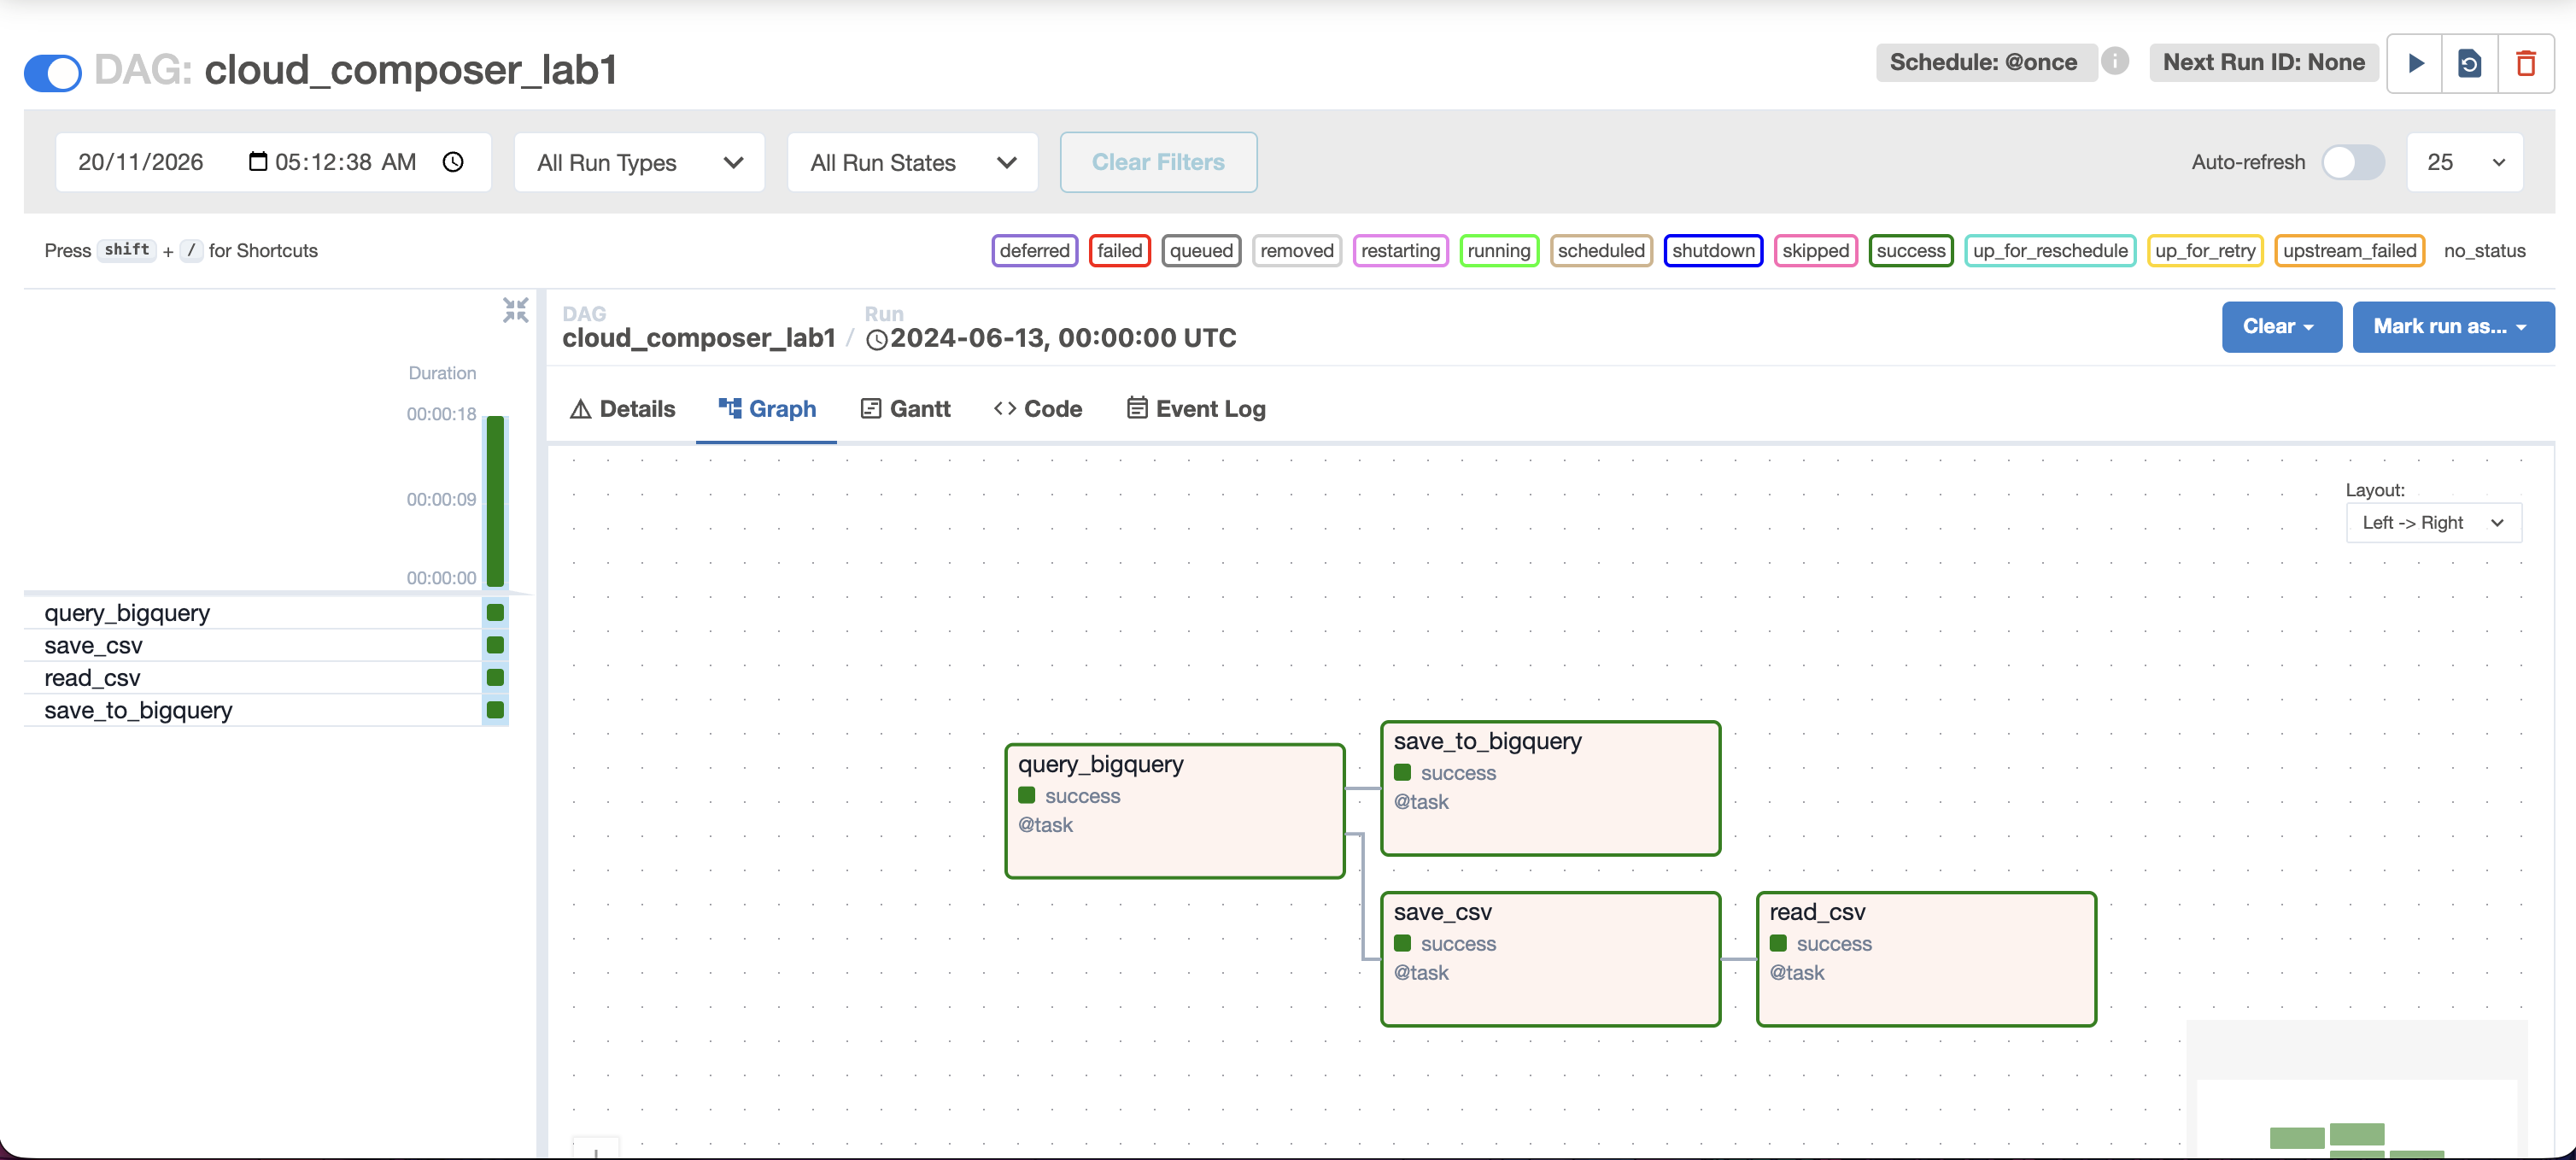 DAG: cloud_composer_lab1
Schedule: @once
Next Run ID: None
20/11/2026 05:12:38 AM
All Run Types
All Run States
Clear Filters
Auto-refresh
25
Press shift + / for Shortcuts
deferred failed queued removed restarting running scheduled shutdown skipped success up_for_reschedule up_for_retry upstream_failed no_status
DAG
cloud_composer_lab1 /
Run
2024-06-13, 00:00:00 UTC
Clear
Mark run as...
Duration
00:00:18
00:00:09
00:00:00
query_bigquery
save_csv
read_csv
save_to_bigquery
Details
Graph
Gantt
<> Code
Event Log
Layout:
Left -> Right
query_bigquery
success
@task
save_to_bigquery
success
@task
save_csv
success
@task
read_csv
success
@task